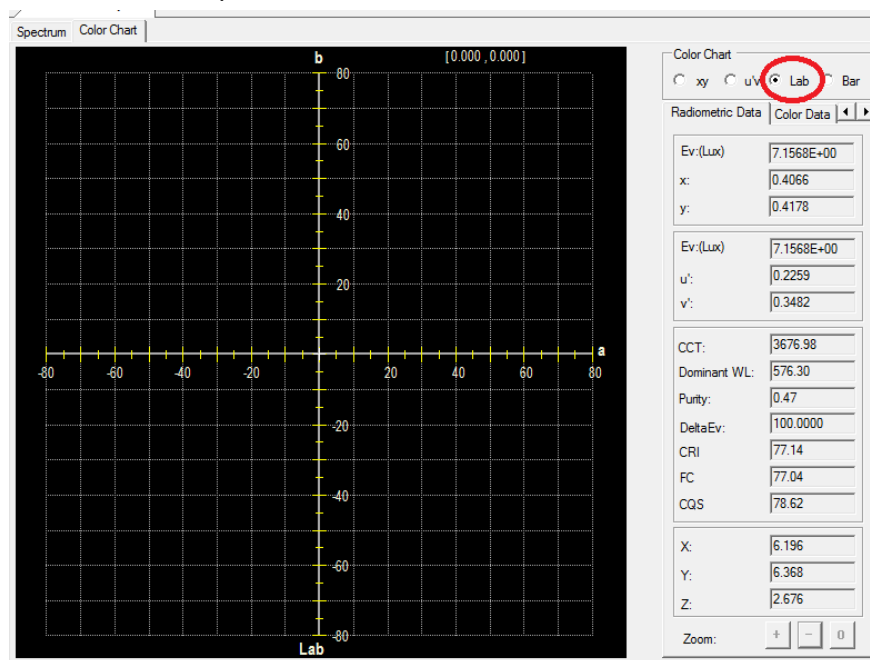 Spectrum Color Chart
b [0.000 ,0.000]
80
60
40
20
-80 -60 -40 -20 20 40 60 80 a
-20
-40
-60
-80
Lab
Color Chart
xy u'v Lab Bar
Radiometric Data Color Data
Ev:(Lux) 7.1568E+00
x: 0.4066
y: 0.4178
Ev:(Lux) 7.1568E+00
u': 0.2259
v': 0.3482
CCT: 3676.98
Dominant WL: 576.30
Purity: 0.47
DeltaEv: 100.0000
CRI 77.14
FC 77.04
CQS 78.62
X: 6.196
Y: 6.368
Z: 2.676
Zoom: + - 0